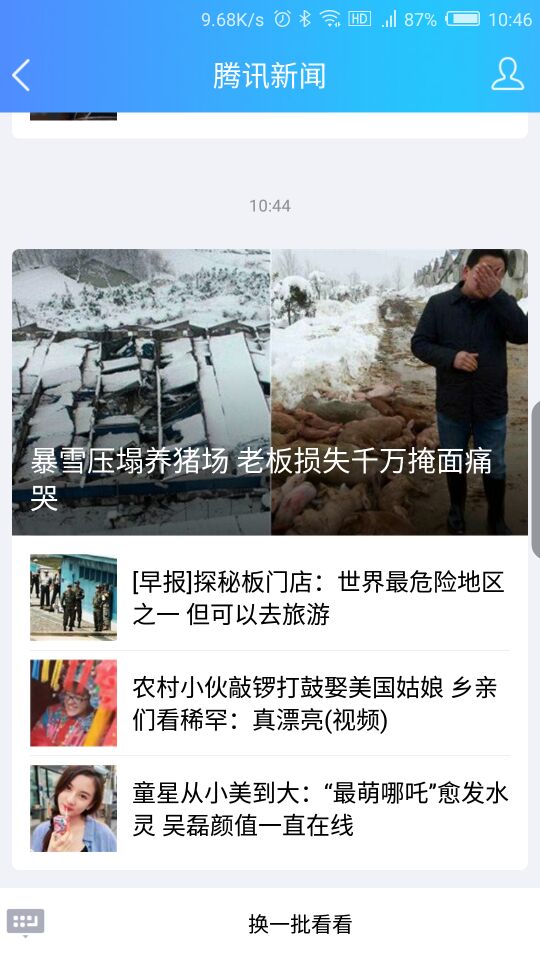 9.68K/s HD 87% 10:46
腾讯新闻
10:44
暴雪压塌养猪场 老板损失千万掩面痛
哭
[早报]探秘板门店：世界最危险地区
之一 但可以去旅游
农村小伙敲锣打鼓娶美国姑娘 乡亲
们看稀罕：真漂亮(视频)
童星从小美到大：“最萌哪吒”愈发水
灵 吴磊颜值一直在线
换一批看看